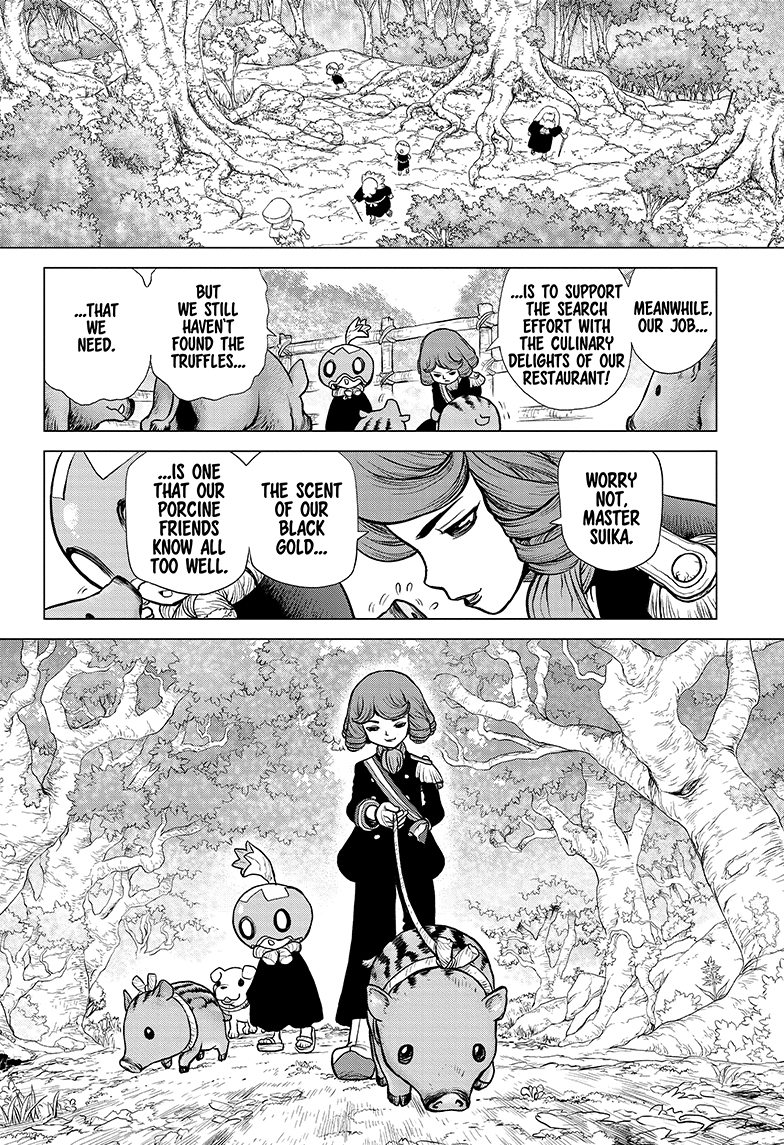 MEANWHILE,
OUR JOB...
...IS TO SUPPORT
THE SEARCH
EFFORT WITH
THE CULINARY
DELIGHTS OF OUR
RESTAURANT!
BUT
WE STILL
HAVEN'T
FOUND THE
TRUFFLES...
...THAT
WE
NEED.
WORRY
NOT,
MASTER
SUIKA.
THE SCENT
OF OUR
BLACK
GOLD...
...IS ONE
THAT OUR
PORCINE
FRIENDS
KNOW ALL
TOO WELL.